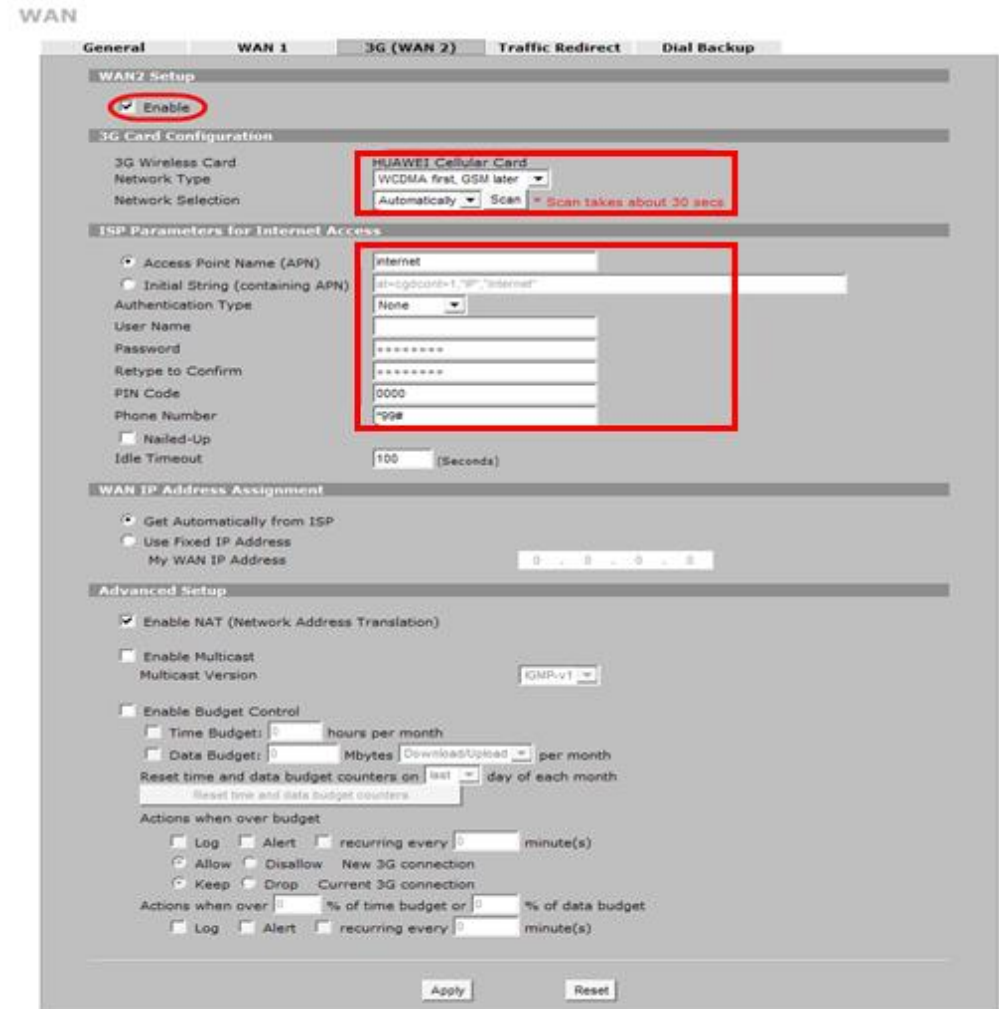 WAN
General WAN 1 3G (WAN 2) Traffic Redirect Dial Backup
WAN2 Setup
Enable
3G Card Configuration
3G Wireless Card HUAWEI Cellular Card
Network Type WCDMA first, GSM later
Network Selection Automatically Scan * Scan takes about 30 secs
ISP Parameters for Internet Access
Access Point Name (APN) internet
Initial String (containing APN) at+cgdcont=1,"IP","internet"
Authentication Type None
User Name
Password ********
Retype to Confirm ********
PIN Code 0000
Phone Number *99#
Nailed-Up
Idle Timeout 100 (Seconds)
WAN IP Address Assignment
Get Automatically from ISP
Use Fixed IP Address
My WAN IP Address 0 . 0 . 0 . 0
Advanced Setup
Enable NAT (Network Address Translation)
Enable Multicast
Multicast Version IGMP-v1
Enable Budget Control
Time Budget: 0 hours per month
Data Budget: 0 Mbytes Download/Upload per month
Reset time and data budget counters on last day of each month
Reset time and data budget counters
Actions when over budget
Log Alert recurring every 0 minute(s)
Allow Disallow New 3G connection
Keep Drop Current 3G connection
Actions when over 0 % of time budget or 0 % of data budget
Log Alert recurring every 0 minute(s)
Apply Reset